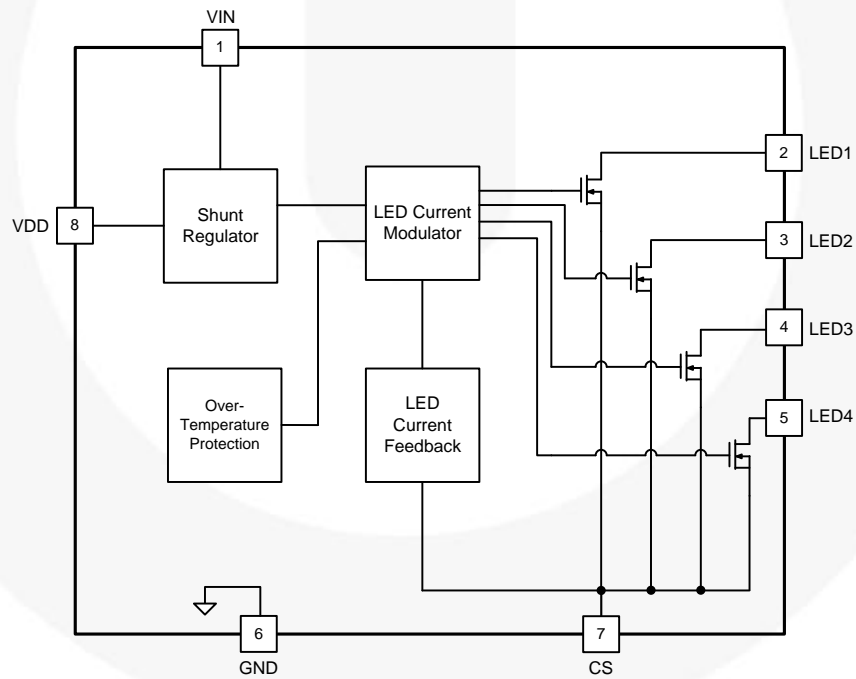 VIN
1
2
LED1
Shunt
Regulator
LED Current
Modulator
VDD
8
3
LED2
4
LED3
Over-
Temperature
Protection
LED
Current
Feedback
5
LED4
6
GND
7
CS